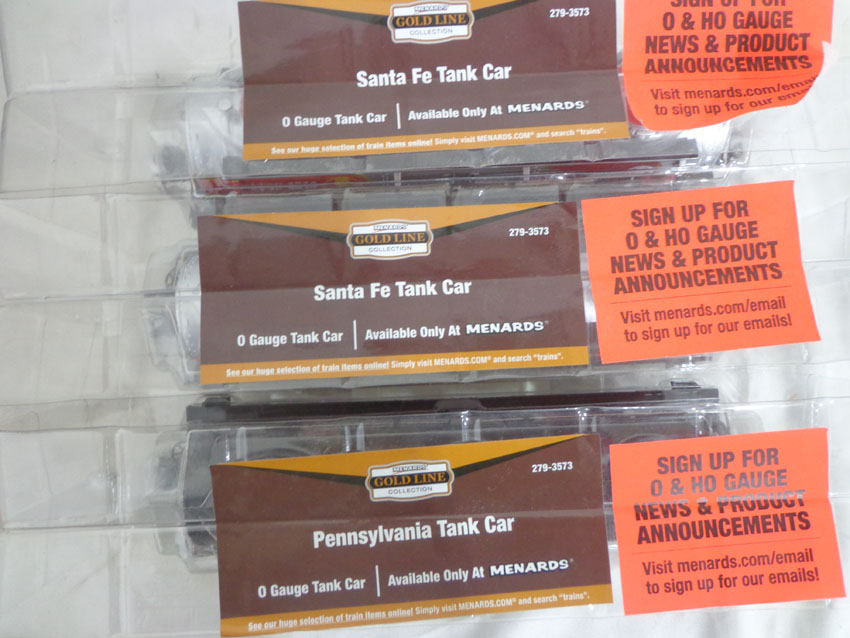 MENARDS
GOLD LINE
COLLECTION
279-3573
Santa Fe Tank Car
O Gauge Tank Car | Available Only At MENARDS®
See our huge selection of train items online! Simply visit MENARDS.COM® and search "trains".
SIGN UP FOR
O & HO GAUGE
NEWS & PRODUCT
ANNOUNCEMENTS
Visit menards.com/email
to sign up for our
MENARDS
GOLD LINE
COLLECTION
279-3573
Santa Fe Tank Car
O Gauge Tank Car | Available Only At MENARDS®
See our huge selection of train items online! Simply visit MENARDS.COM® and search "trains".
SIGN UP FOR
O & HO GAUGE
NEWS & PRODUCT
ANNOUNCEMENTS
Visit menards.com/email
to sign up for our emails!
MENARDS
GOLD LINE
COLLECTION
279-3573
Pennsylvania Tank Car
O Gauge Tank Car | Available Only At MENARDS®
See our huge selection of train items online! Simply visit MENARDS.COM® and search "trains".
SIGN UP FOR
O & HO GAUGE
NEWS & PRODUCT
ANNOUNCEMENTS
Visit menards.com/email
to sign up for our emails!